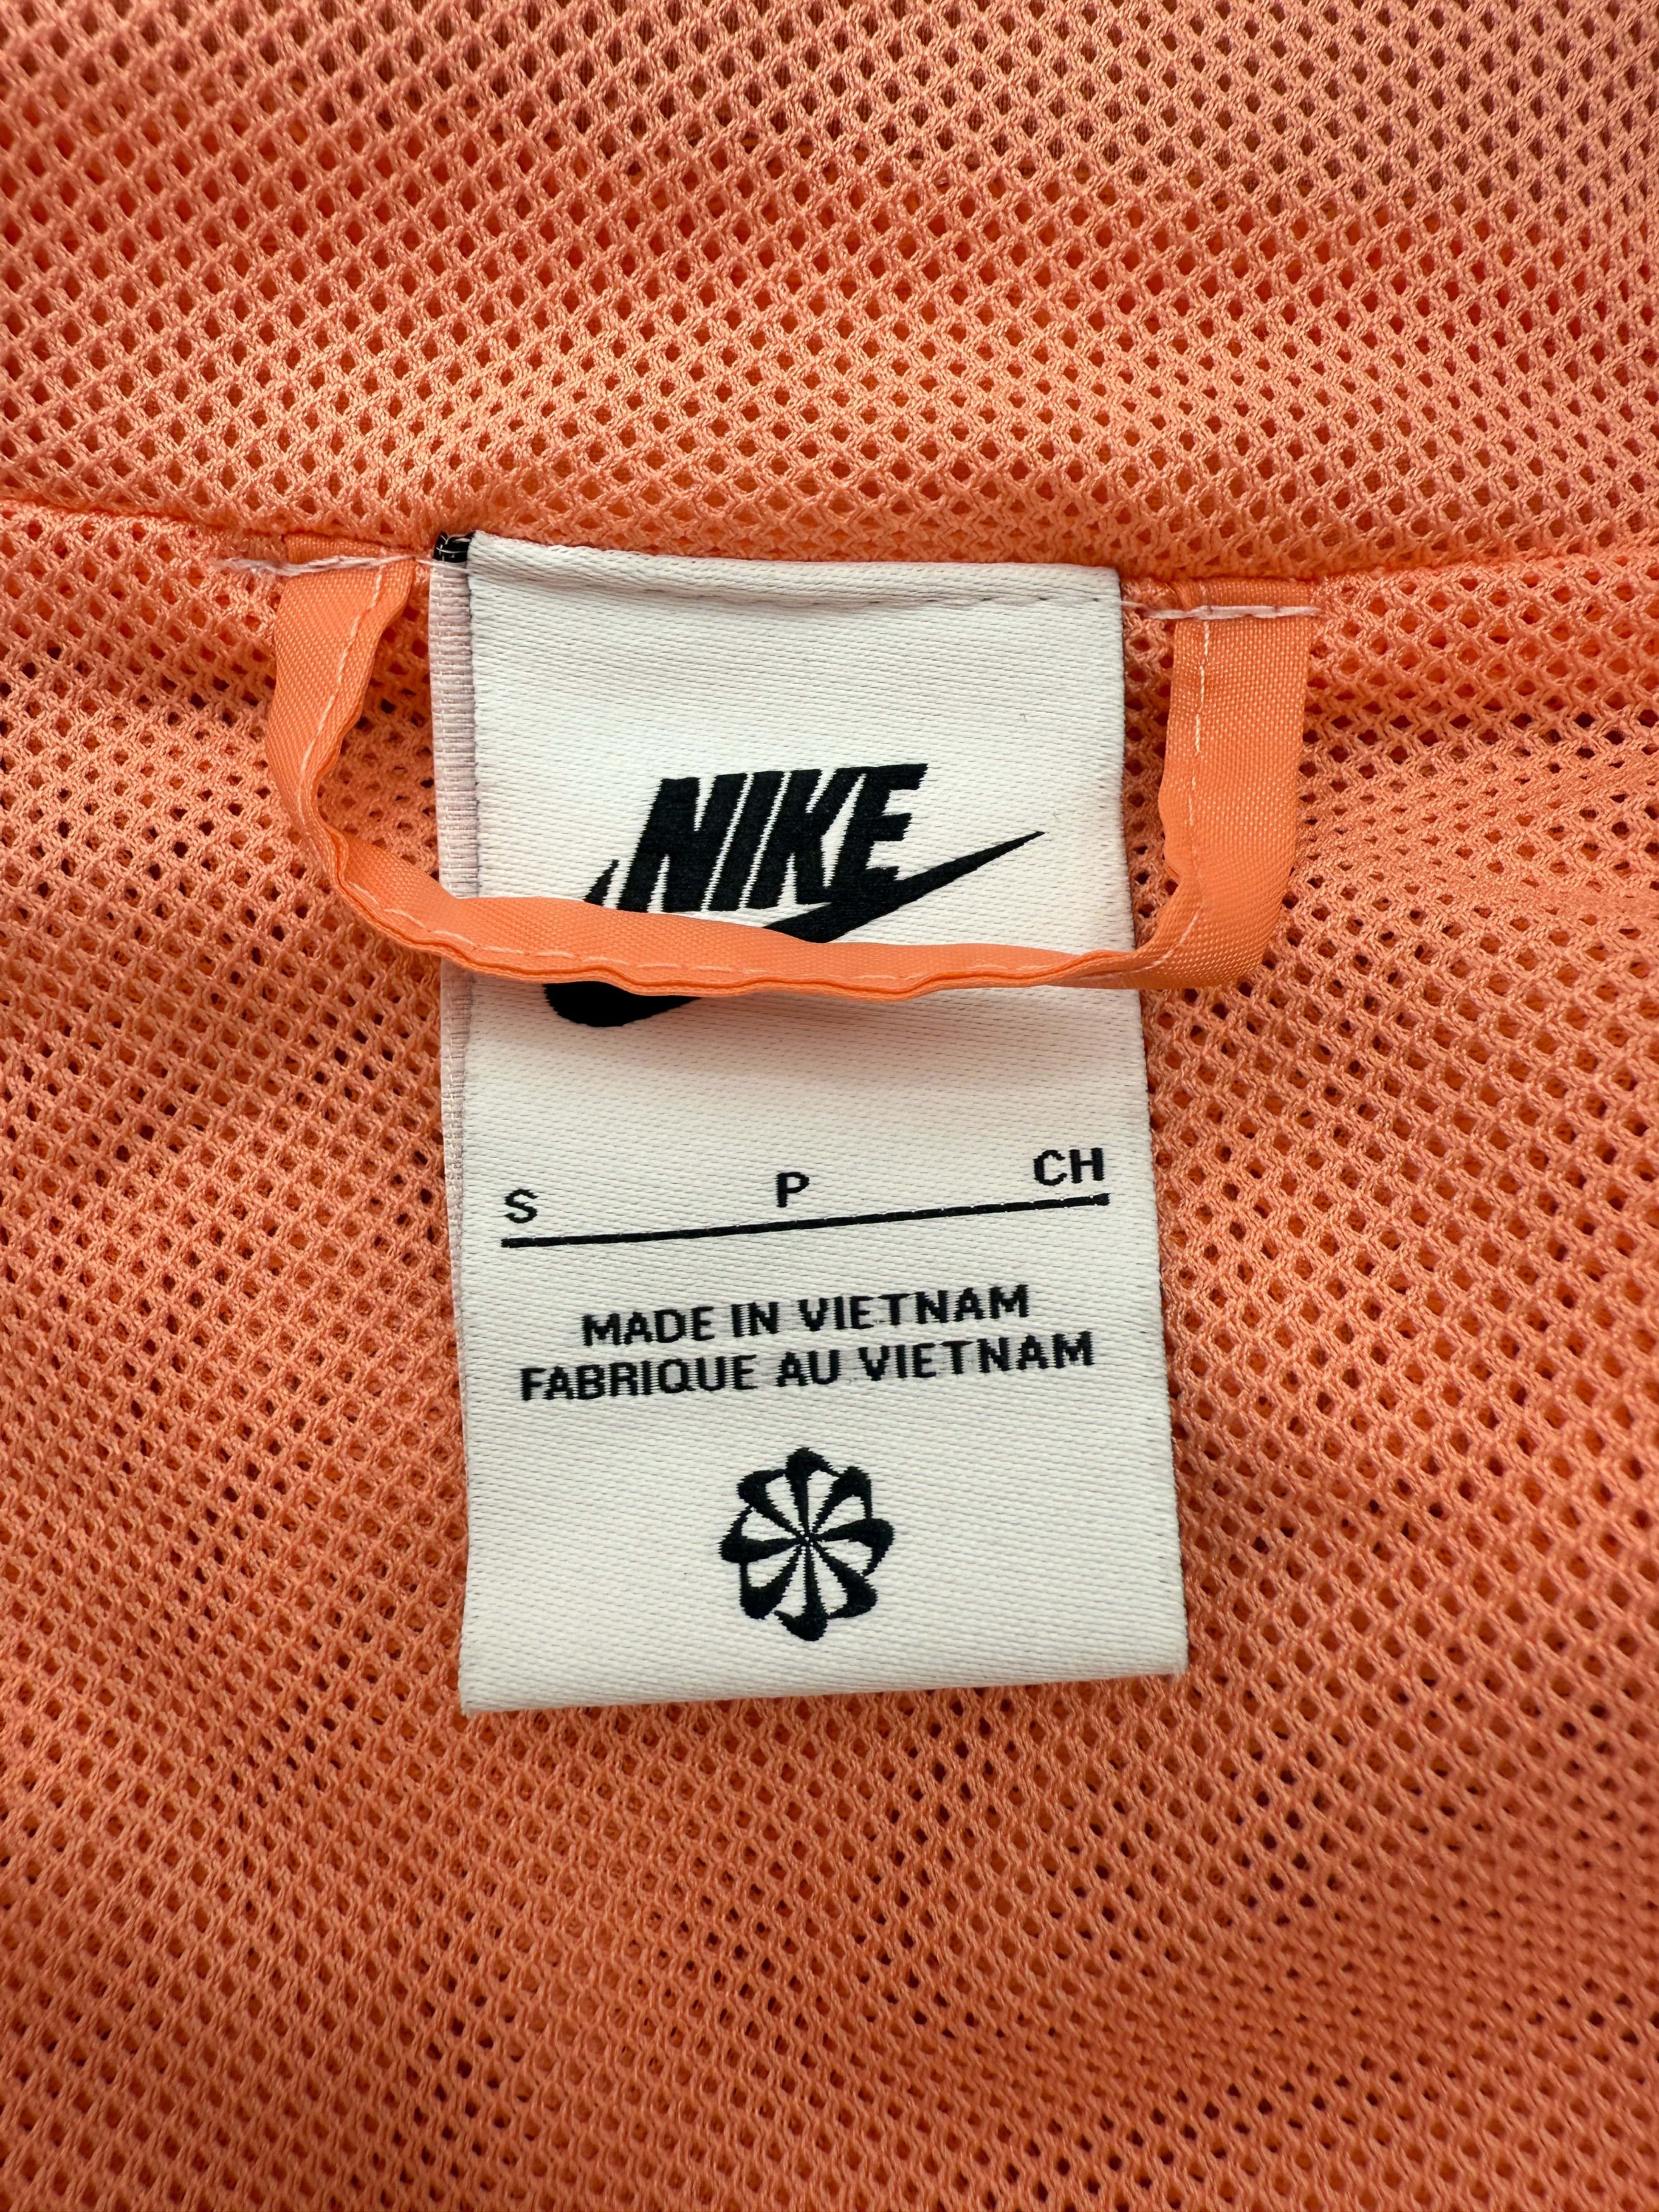 NIKE
S P CH
MADE IN VIETNAM
FABRIQUE AU VIETNAM